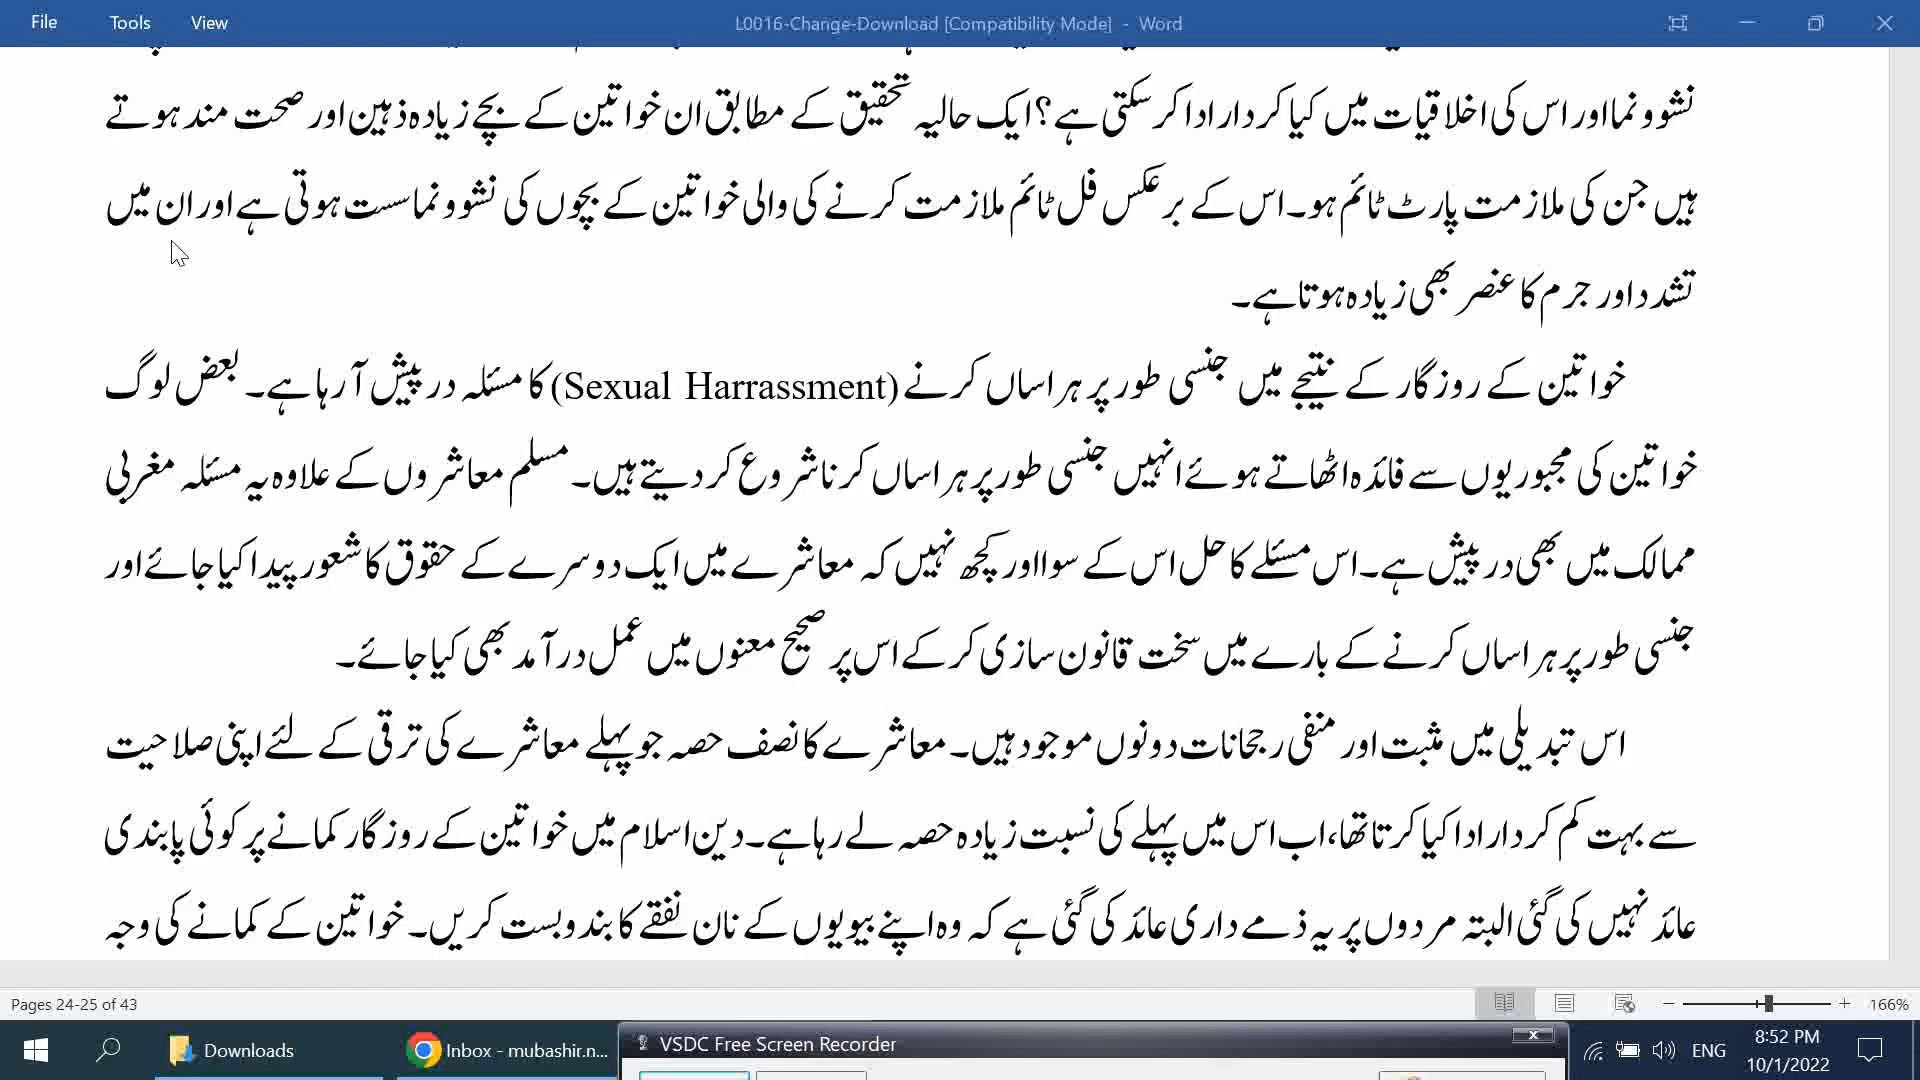 File Tools View L0016-Change-Download [Compatibility Mode] - Word
نشوونما اور اس کی اخلاقیات میں کیا کردار ادا کر سکتی ہے؟ ایک حالیہ تحقیق کے مطابق ان خواتین کے بچے زیادہ ذہین اور صحت مند ہوتے
ہیں جن کی ملازمت پارٹ ٹائم ہو۔ اس کے برعکس فل ٹائم ملازمت کرنے کی والی خواتین کے بچوں کی نشوونما سست ہوتی ہے اور ان میں
تشدد اور جرم کا عنصر بھی زیادہ ہوتا ہے۔
خواتین کے روزگار کے نتیجے میں جنسی طور پر ہراساں کرنے (Sexual Harrassment) کا مسئلہ درپیش آ رہا ہے۔ بعض لوگ
خواتین کی مجبوریوں سے فائدہ اٹھاتے ہوئے انہیں جنسی طور پر ہراساں کرنا شروع کر دیتے ہیں۔ مسلم معاشروں کے علاوہ یہ مسئلہ مغربی
ممالک میں بھی درپیش ہے۔ اس مسئلے کا حل اس کے سوا اور کچھ نہیں کہ معاشرے میں ایک دوسرے کے حقوق کا شعور پیدا کیا جائے اور
جنسی طور پر ہراساں کرنے کے بارے میں سخت قانون سازی کر کے اس پر صحیح معنوں میں عمل درآمد بھی کیا جائے۔
اس تبدیلی میں مثبت اور منفی رجحانات دونوں موجود ہیں۔ معاشرے کا نصف حصہ جو پہلے معاشرے کی ترقی کے لئے اپنی صلاحیت
سے بہت کم کردار ادا کیا کرتا تھا، اب اس میں پہلے کی نسبت زیادہ حصہ لے رہا ہے۔ دین اسلام میں خواتین کے روزگار کمانے پر کوئی پابندی
عائد نہیں کی گئی البتہ مردوں پر یہ ذمے داری عائد کی گئی ہے کہ وہ اپنے بیویوں کے نان نفقے کا بندوبست کریں۔ خواتین کے کمانے کی وجہ
Pages 24-25 of 43 166%
Downloads Inbox - mubashir.n... VSDC Free Screen Recorder ENG 8:52 PM
10/1/2022